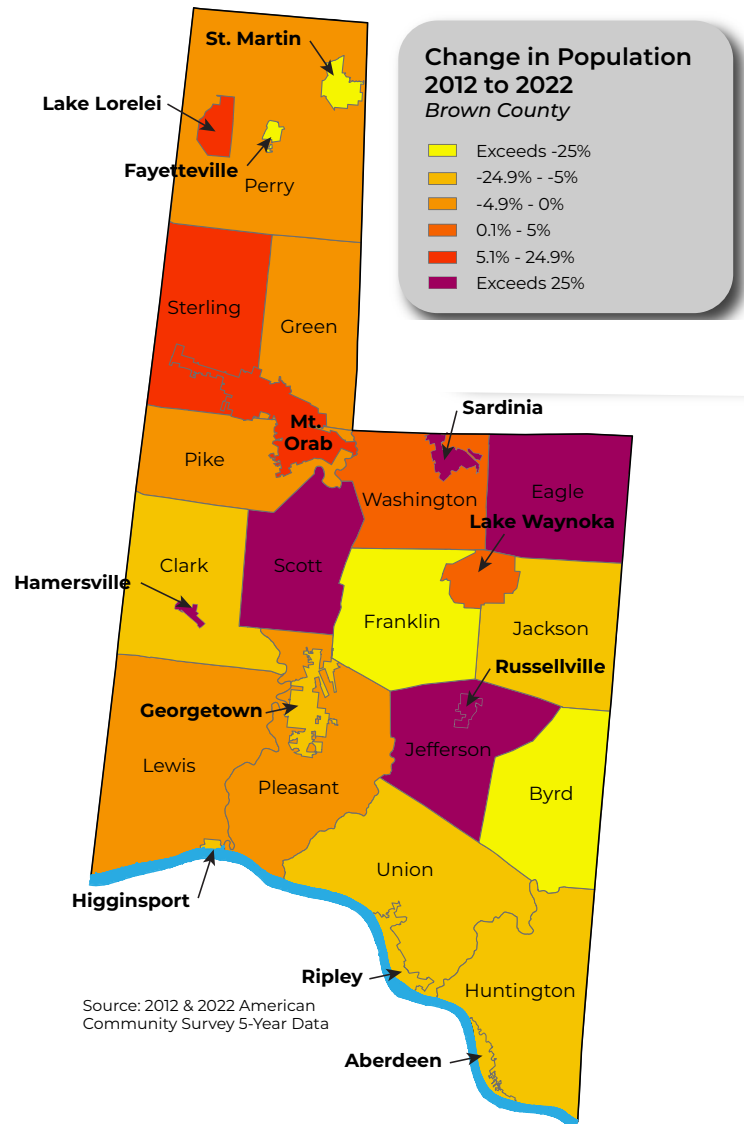 St. Martin
Change in Population
2012 to 2022
Brown County
Exceeds -25%
-24.9% - -5%
-4.9% - 0%
0.1% - 5%
5.1% - 24.9%
Exceeds 25%
Lake Lorelei
Fayetteville
Perry
Sterling
Green
Sardinia
Mt.
Orab
Pike
Washington
Eagle
Lake Waynoka
Clark
Scott
Hamersville
Franklin
Jackson
Russellville
Georgetown
Jefferson
Lewis
Pleasant
Byrd
Union
Higginsport
Ripley
Huntington
Source: 2012 & 2022 American
Community Survey 5-Year Data
Aberdeen